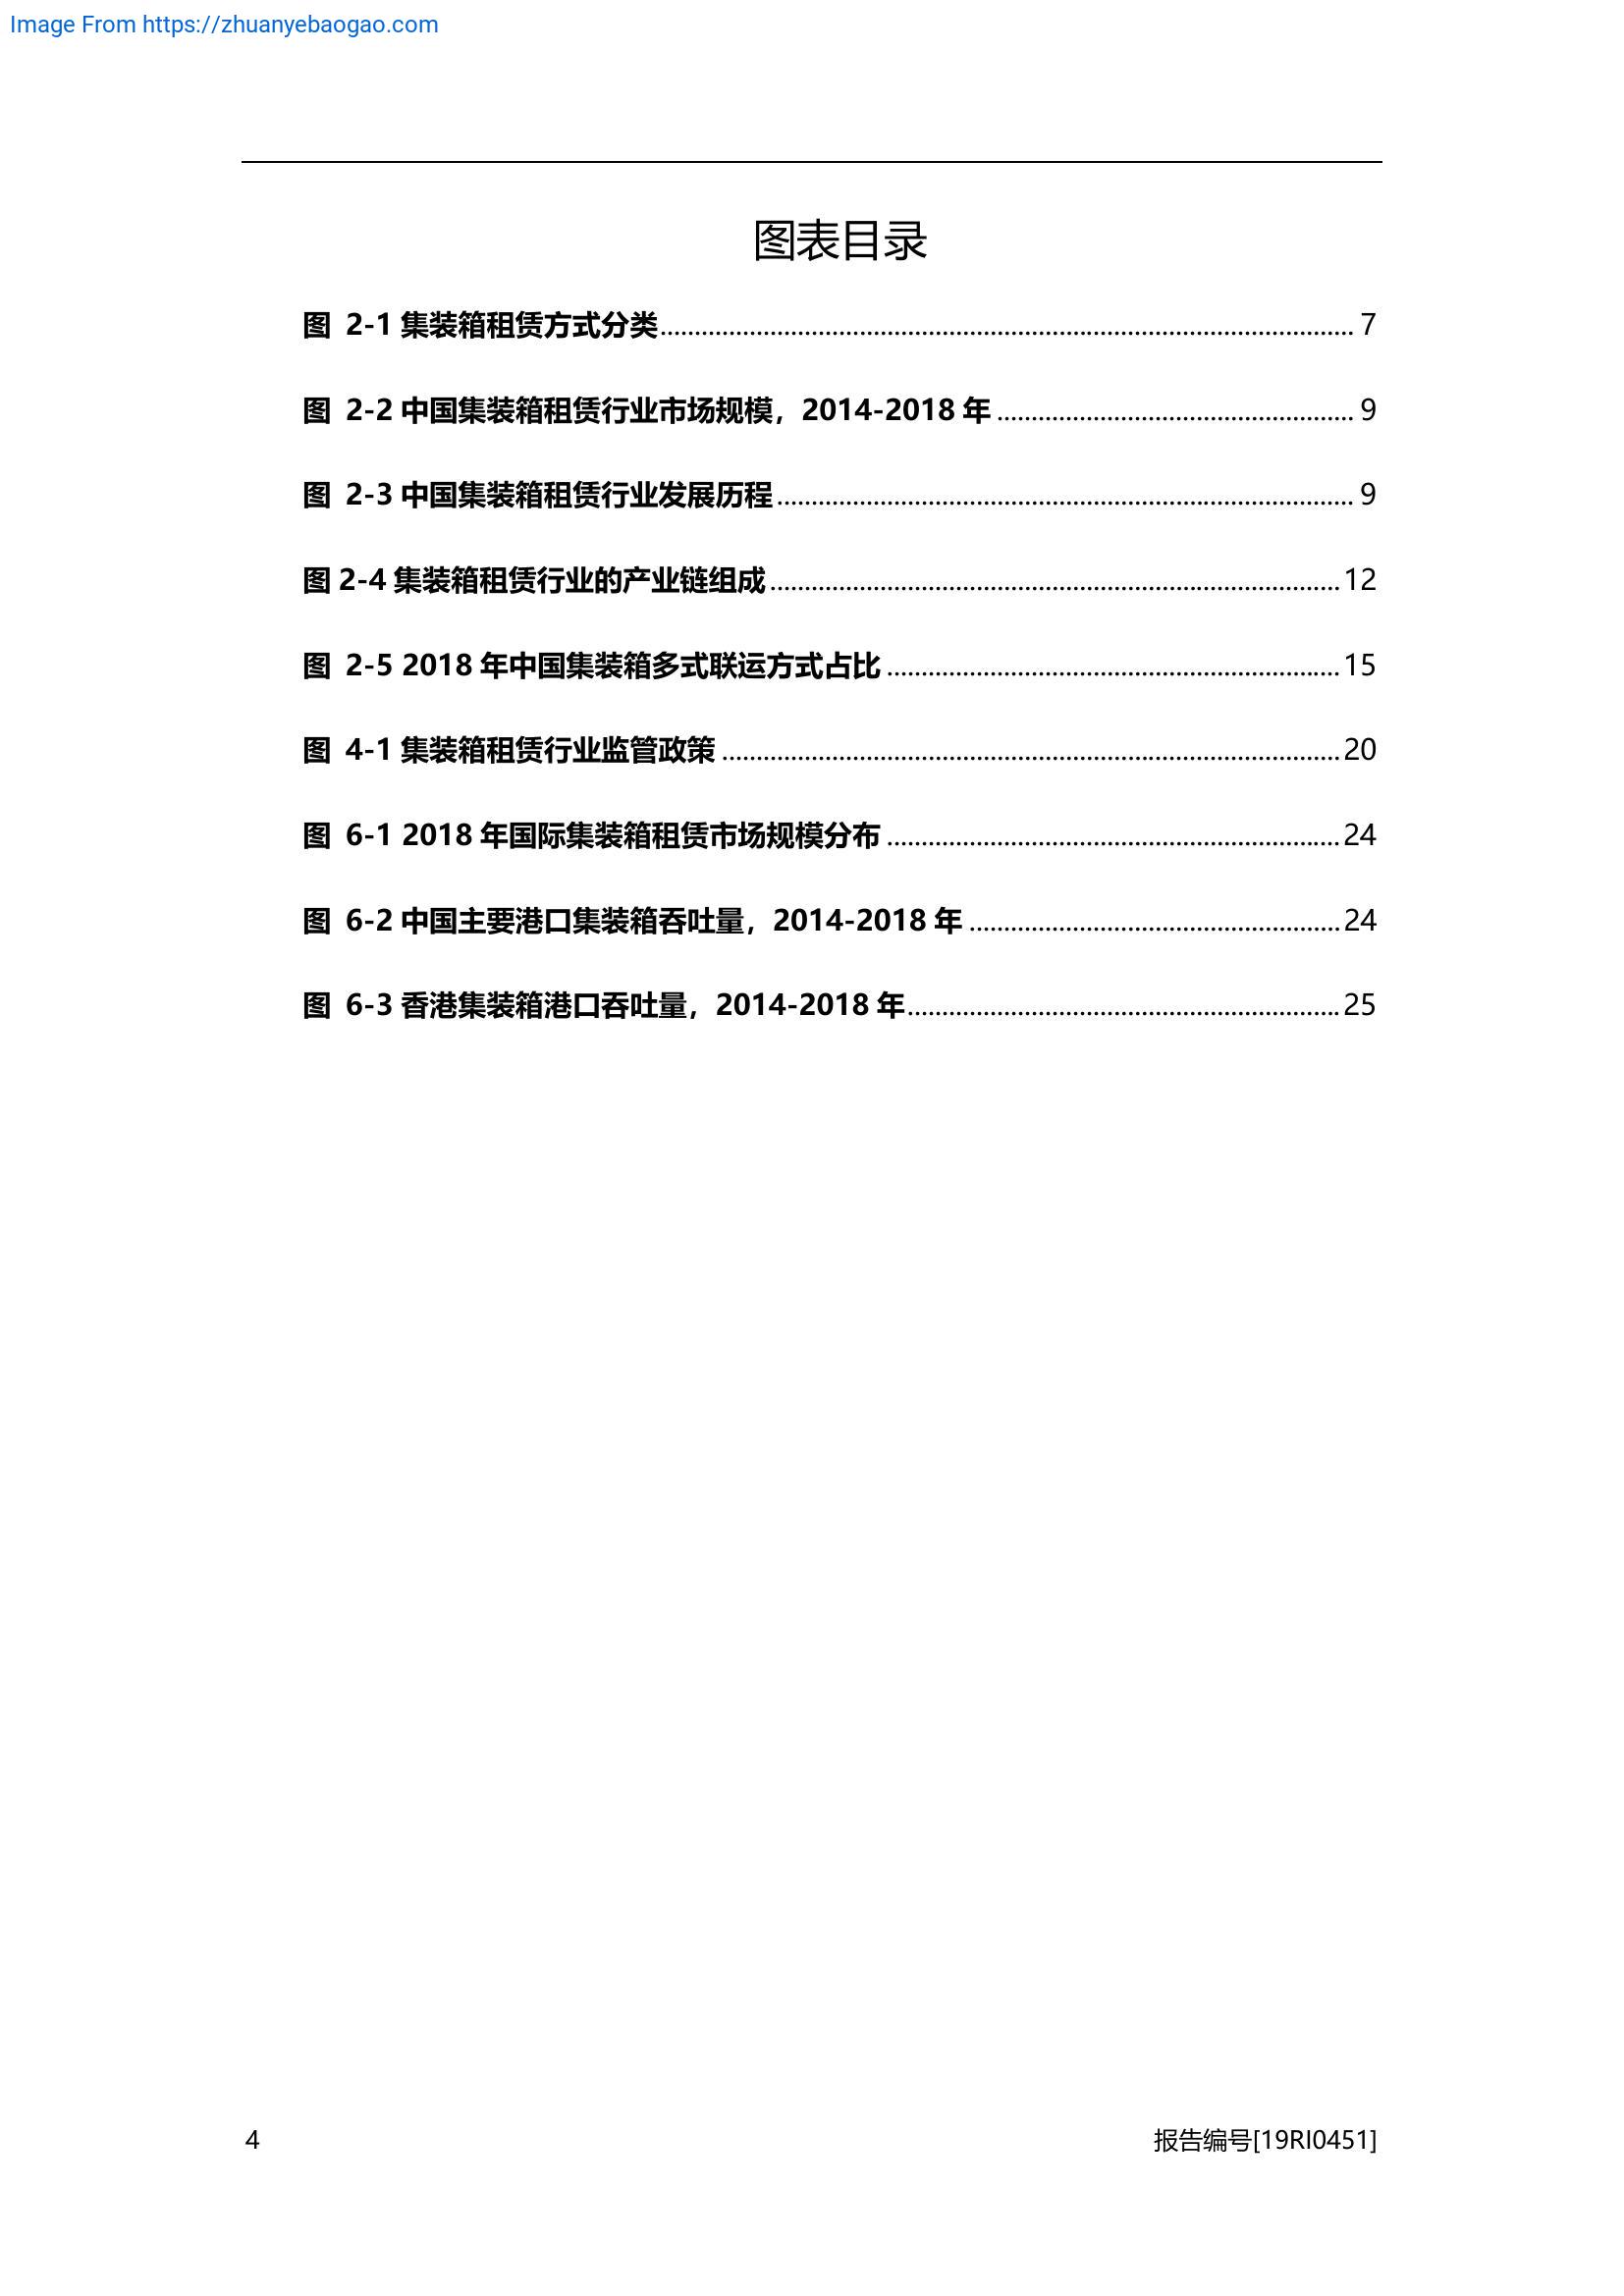 Image From https://zhuanyebaogao.com
图表目录
图 2-1 集装箱租赁方式分类........................................................................................................ 7
图 2-2 中国集装箱租赁行业市场规模，2014-2018 年 ..................................................... 9
图 2-3 中国集装箱租赁行业发展历程...................................................................................... 9
图2-4 集装箱租赁行业的产业链组成.....................................................................................12
图 2-5 2018 年中国集装箱多式联运方式占比 ...................................................................15
图 4-1 集装箱租赁行业监管政策 ............................................................................................20
图 6-1 2018 年国际集装箱租赁市场规模分布 ...................................................................24
图 6-2 中国主要港口集装箱吞吐量，2014-2018 年 .......................................................24
图 6-3 香港集装箱港口吞吐量，2014-2018 年................................................................25
4 报告编号[19RI0451]